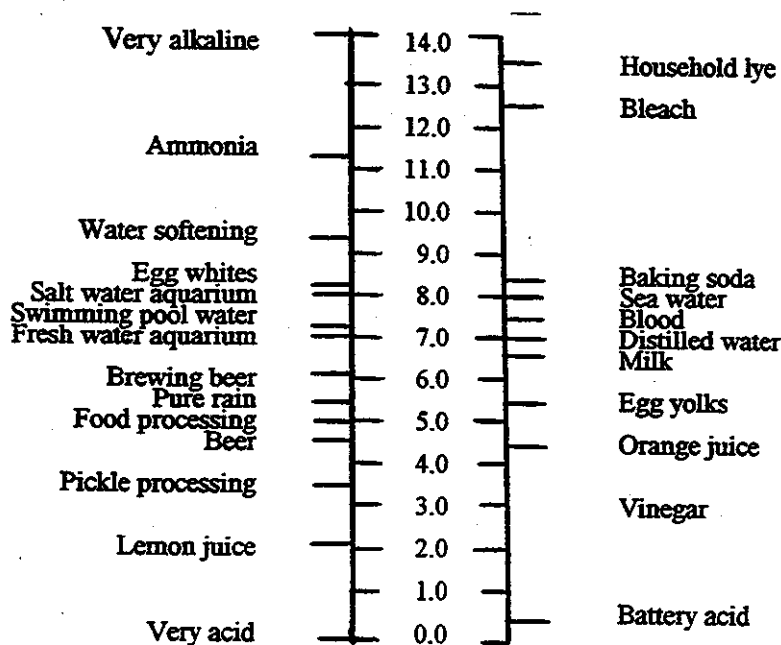 Very alkaline
14.0
Household lye
13.0
Bleach
12.0
Ammonia
11.0
10.0
Water softening
9.0
Egg whites
Baking soda
Salt water aquarium
8.0
Sea water
Swimming pool water
Blood
Fresh water aquarium
7.0
Distilled water
Milk
Brewing beer
6.0
Pure rain
Egg yolks
Food processing
5.0
Beer
Orange juice
4.0
Pickle processing
3.0
Vinegar
Lemon juice
2.0
1.0
Battery acid
Very acid
0.0